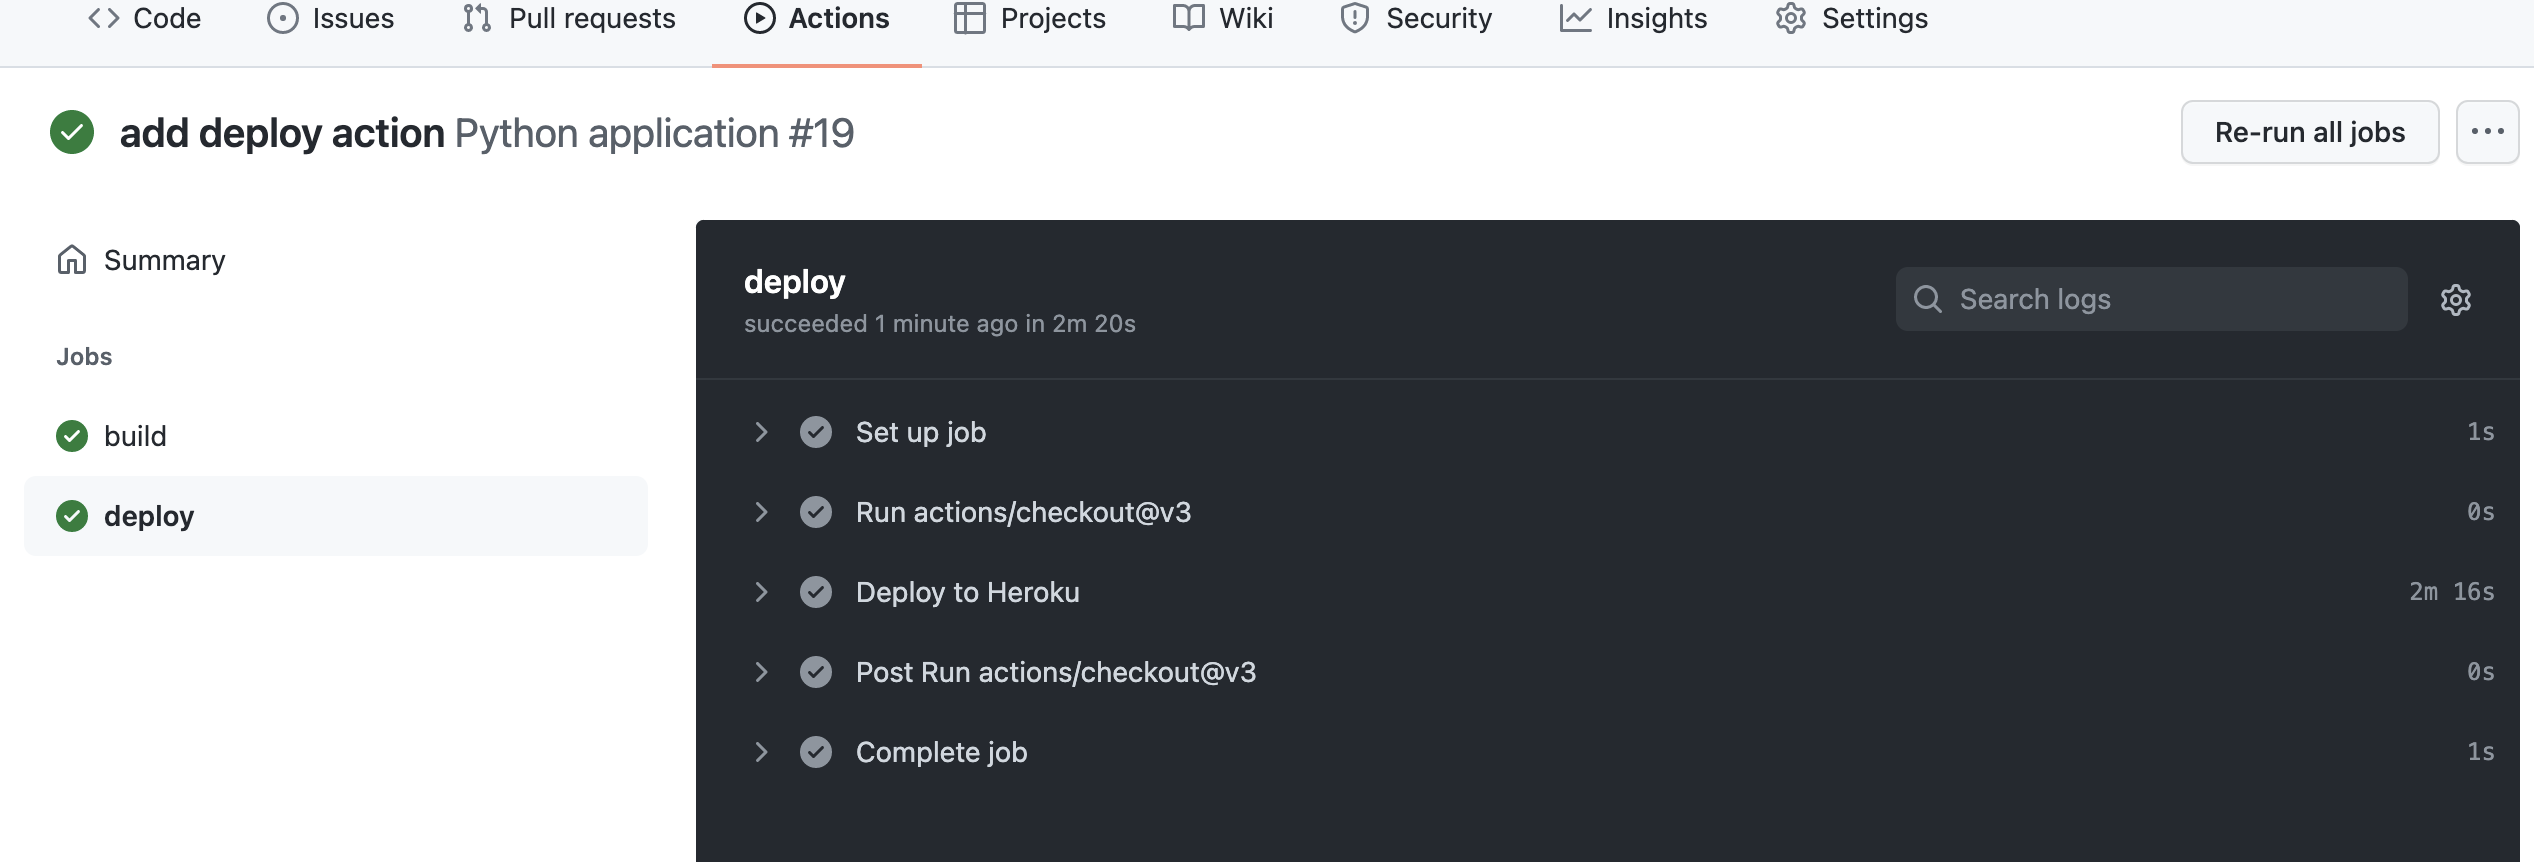 Code Issues Pull requests Actions Projects Wiki Security Insights Settings
add deploy action Python application #19
Re-run all jobs
Summary
Jobs
build
deploy
deploy
succeeded 1 minute ago in 2m 20s
Search logs
Set up job 1s
Run actions/checkout@v3 0s
Deploy to Heroku 2m 16s
Post Run actions/checkout@v3 0s
Complete job 1s